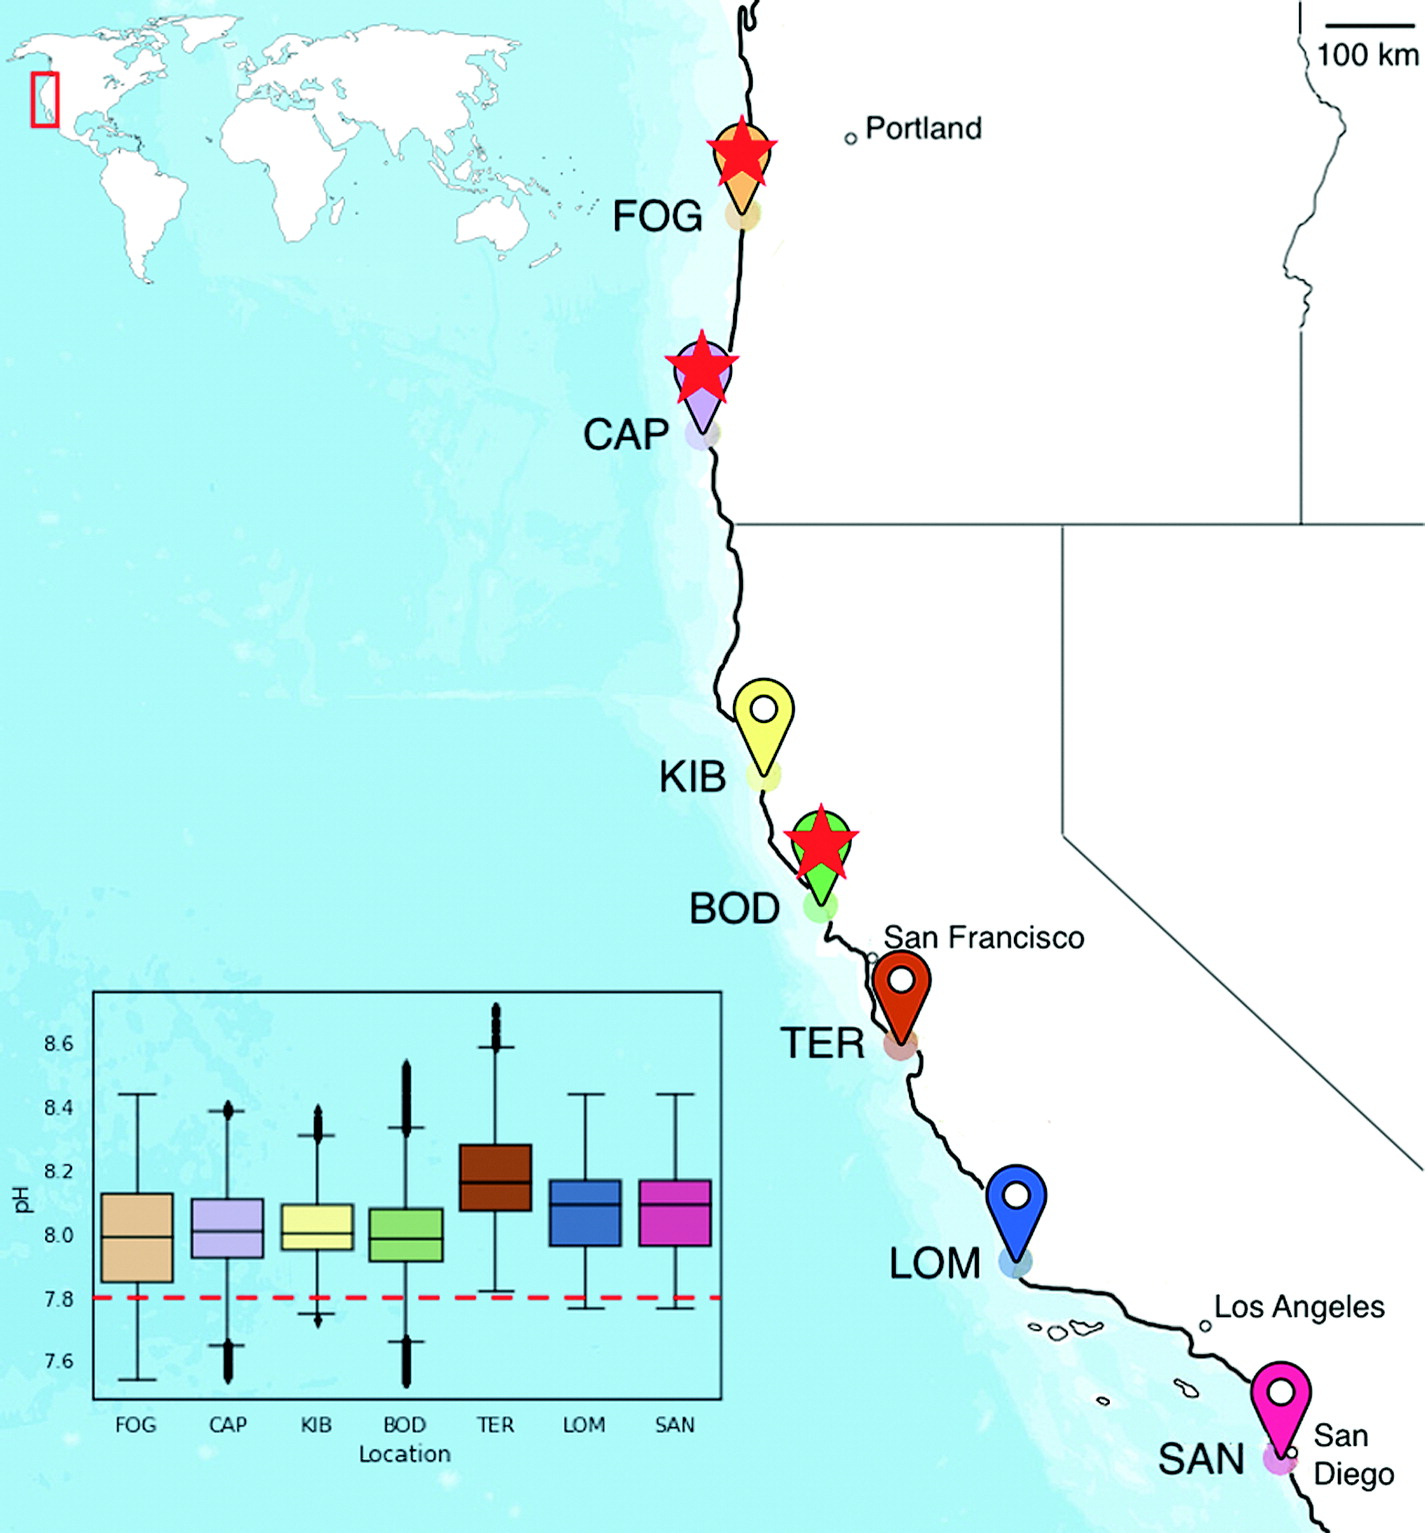 100 km
Portland
FOG
CAP
KIB
BOD
San Francisco
TER
LOM
Los Angeles
SAN
San
Diego
pH
8.6
8.4
8.2
8.0
7.8
7.6
FOG CAP KIB BOD TER LOM SAN
Location